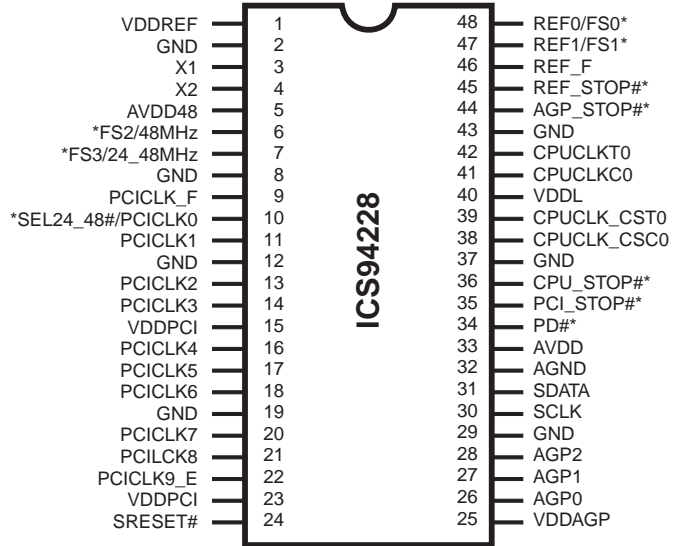 VDDREF 1 48 REF0/FS0*
GND 2 47 REF1/FS1*
X1 3 46 REF_F
X2 4 45 REF_STOP#*
AVDD48 5 44 AGP_STOP#*
*FS2/48MHz 6 43 GND
*FS3/24_48MHz 7 42 CPUCLKT0
GND 8 41 CPUCLKC0
PCICLK_F 9 40 VDDL
*SEL24_48#/PCICLK0 10 39 CPUCLK_CST0
PCICLK1 11 38 CPUCLK_CSC0
GND 12 37 GND
PCICLK2 13 36 CPU_STOP#*
PCICLK3 14 35 PCI_STOP#*
VDDPCI 15 34 PD#*
PCICLK4 16 33 AVDD
PCICLK5 17 32 AGND
PCICLK6 18 31 SDATA
GND 19 30 SCLK
PCICLK7 20 29 GND
PCILCK8 21 28 AGP2
PCICLK9_E 22 27 AGP1
VDDPCI 23 26 AGP0
SRESET# 24 25 VDDAGP
ICS94228